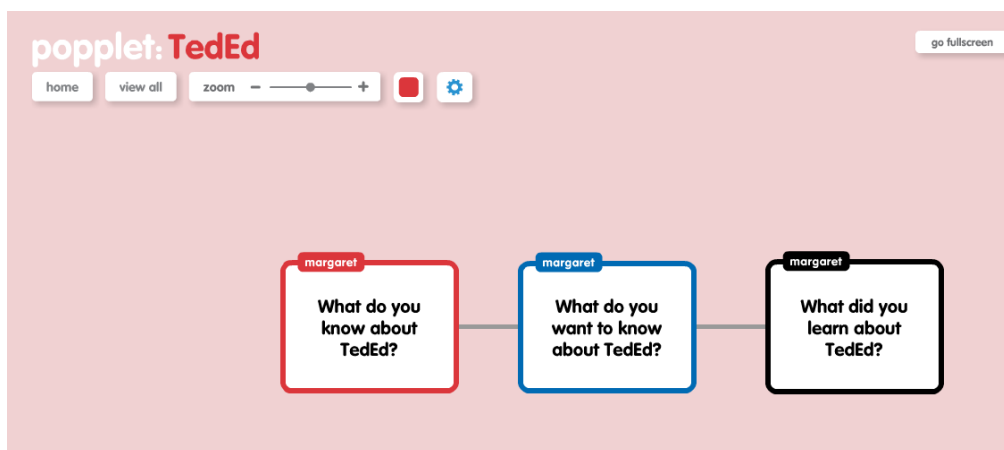 popplet: TedEd
go fullscreen
home view all zoom - +
margaret
What do you
know about
TedEd?
margaret
What do you
want to know
about TedEd?
margaret
What did you
learn about
TedEd?